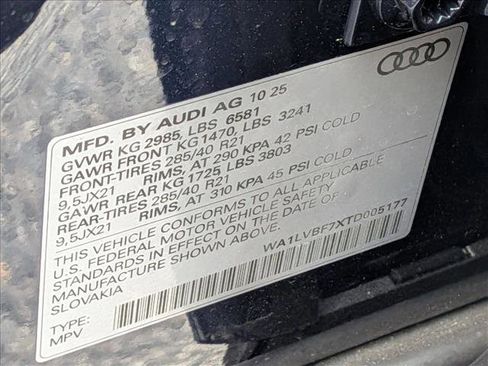 MFD. BY AUDI AG 10 25
GVWR KG 2985, LBS 6581
GAWR FRONT KG 1470, LBS 3241
FRONT-TIRES 285/40 R21
9,5JX21 RIMS, AT 290 KPA 42 PSI COLD
GAWR REAR KG 1725 LBS 3803
REAR-TIRES 285/40 R21
9,5JX21 RIMS, AT 310 KPA 45 PSI COLD
THIS VEHICLE CONFORMS TO ALL APPLICABLE
U.S. FEDERAL MOTOR VEHICLE
STANDARDS IN EFFECT ON THE DATE OF
MANUFACTURE SHOWN ABOVE.
SLOVAKIA
WA1LVBF7XTD005177
TYPE:
MPV